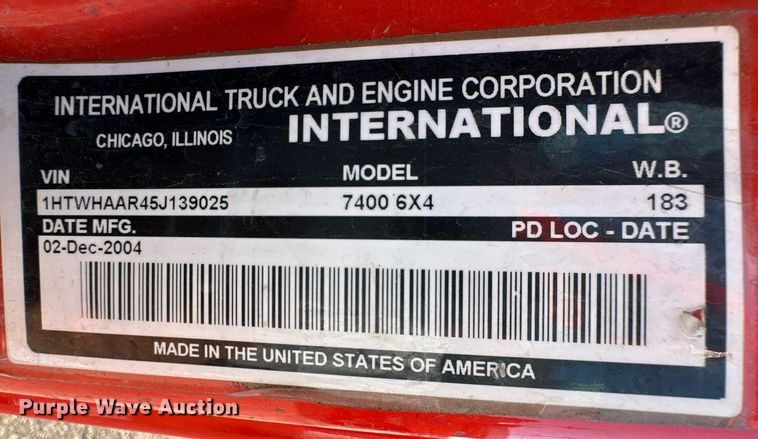 INTERNATIONAL TRUCK AND ENGINE CORPORATION
CHICAGO, ILLINOIS INTERNATIONAL®
VIN MODEL W.B.
1HTWHAAR45J139025 7400 6X4 183
DATE MFG. PD LOC - DATE
02-Dec-2004
MADE IN THE UNITED STATES OF AMERICA
Purple Wave Auction